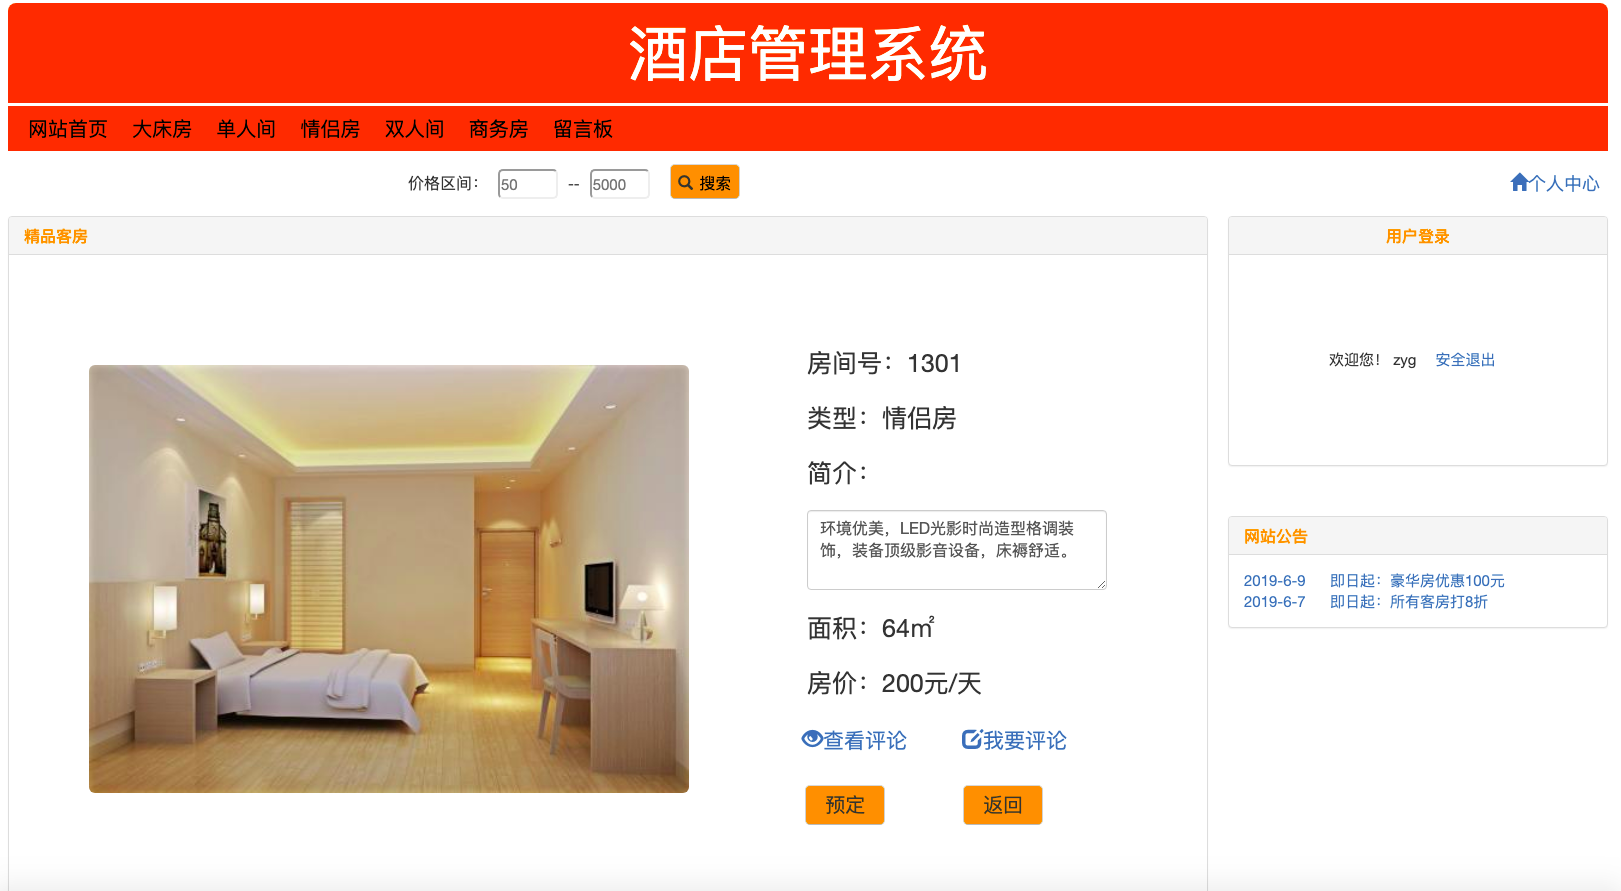 酒店管理系统
网站首页 大床房 单人间 情侣房 双人间 商务房 留言板
价格区间： 50 -- 5000 搜索 个人中心
精品客房
房间号：1301
类型：情侣房
简介：
环境优美，LED光影时尚造型格调装
饰，装备顶级影音设备，床褥舒适。
面积：64㎡
房价：200元/天
查看评论 我要评论
预定 返回
用户登录
欢迎您！ zyg 安全退出
网站公告
2019-6-9 即日起：豪华房优惠100元
2019-6-7 即日起：所有客房打8折